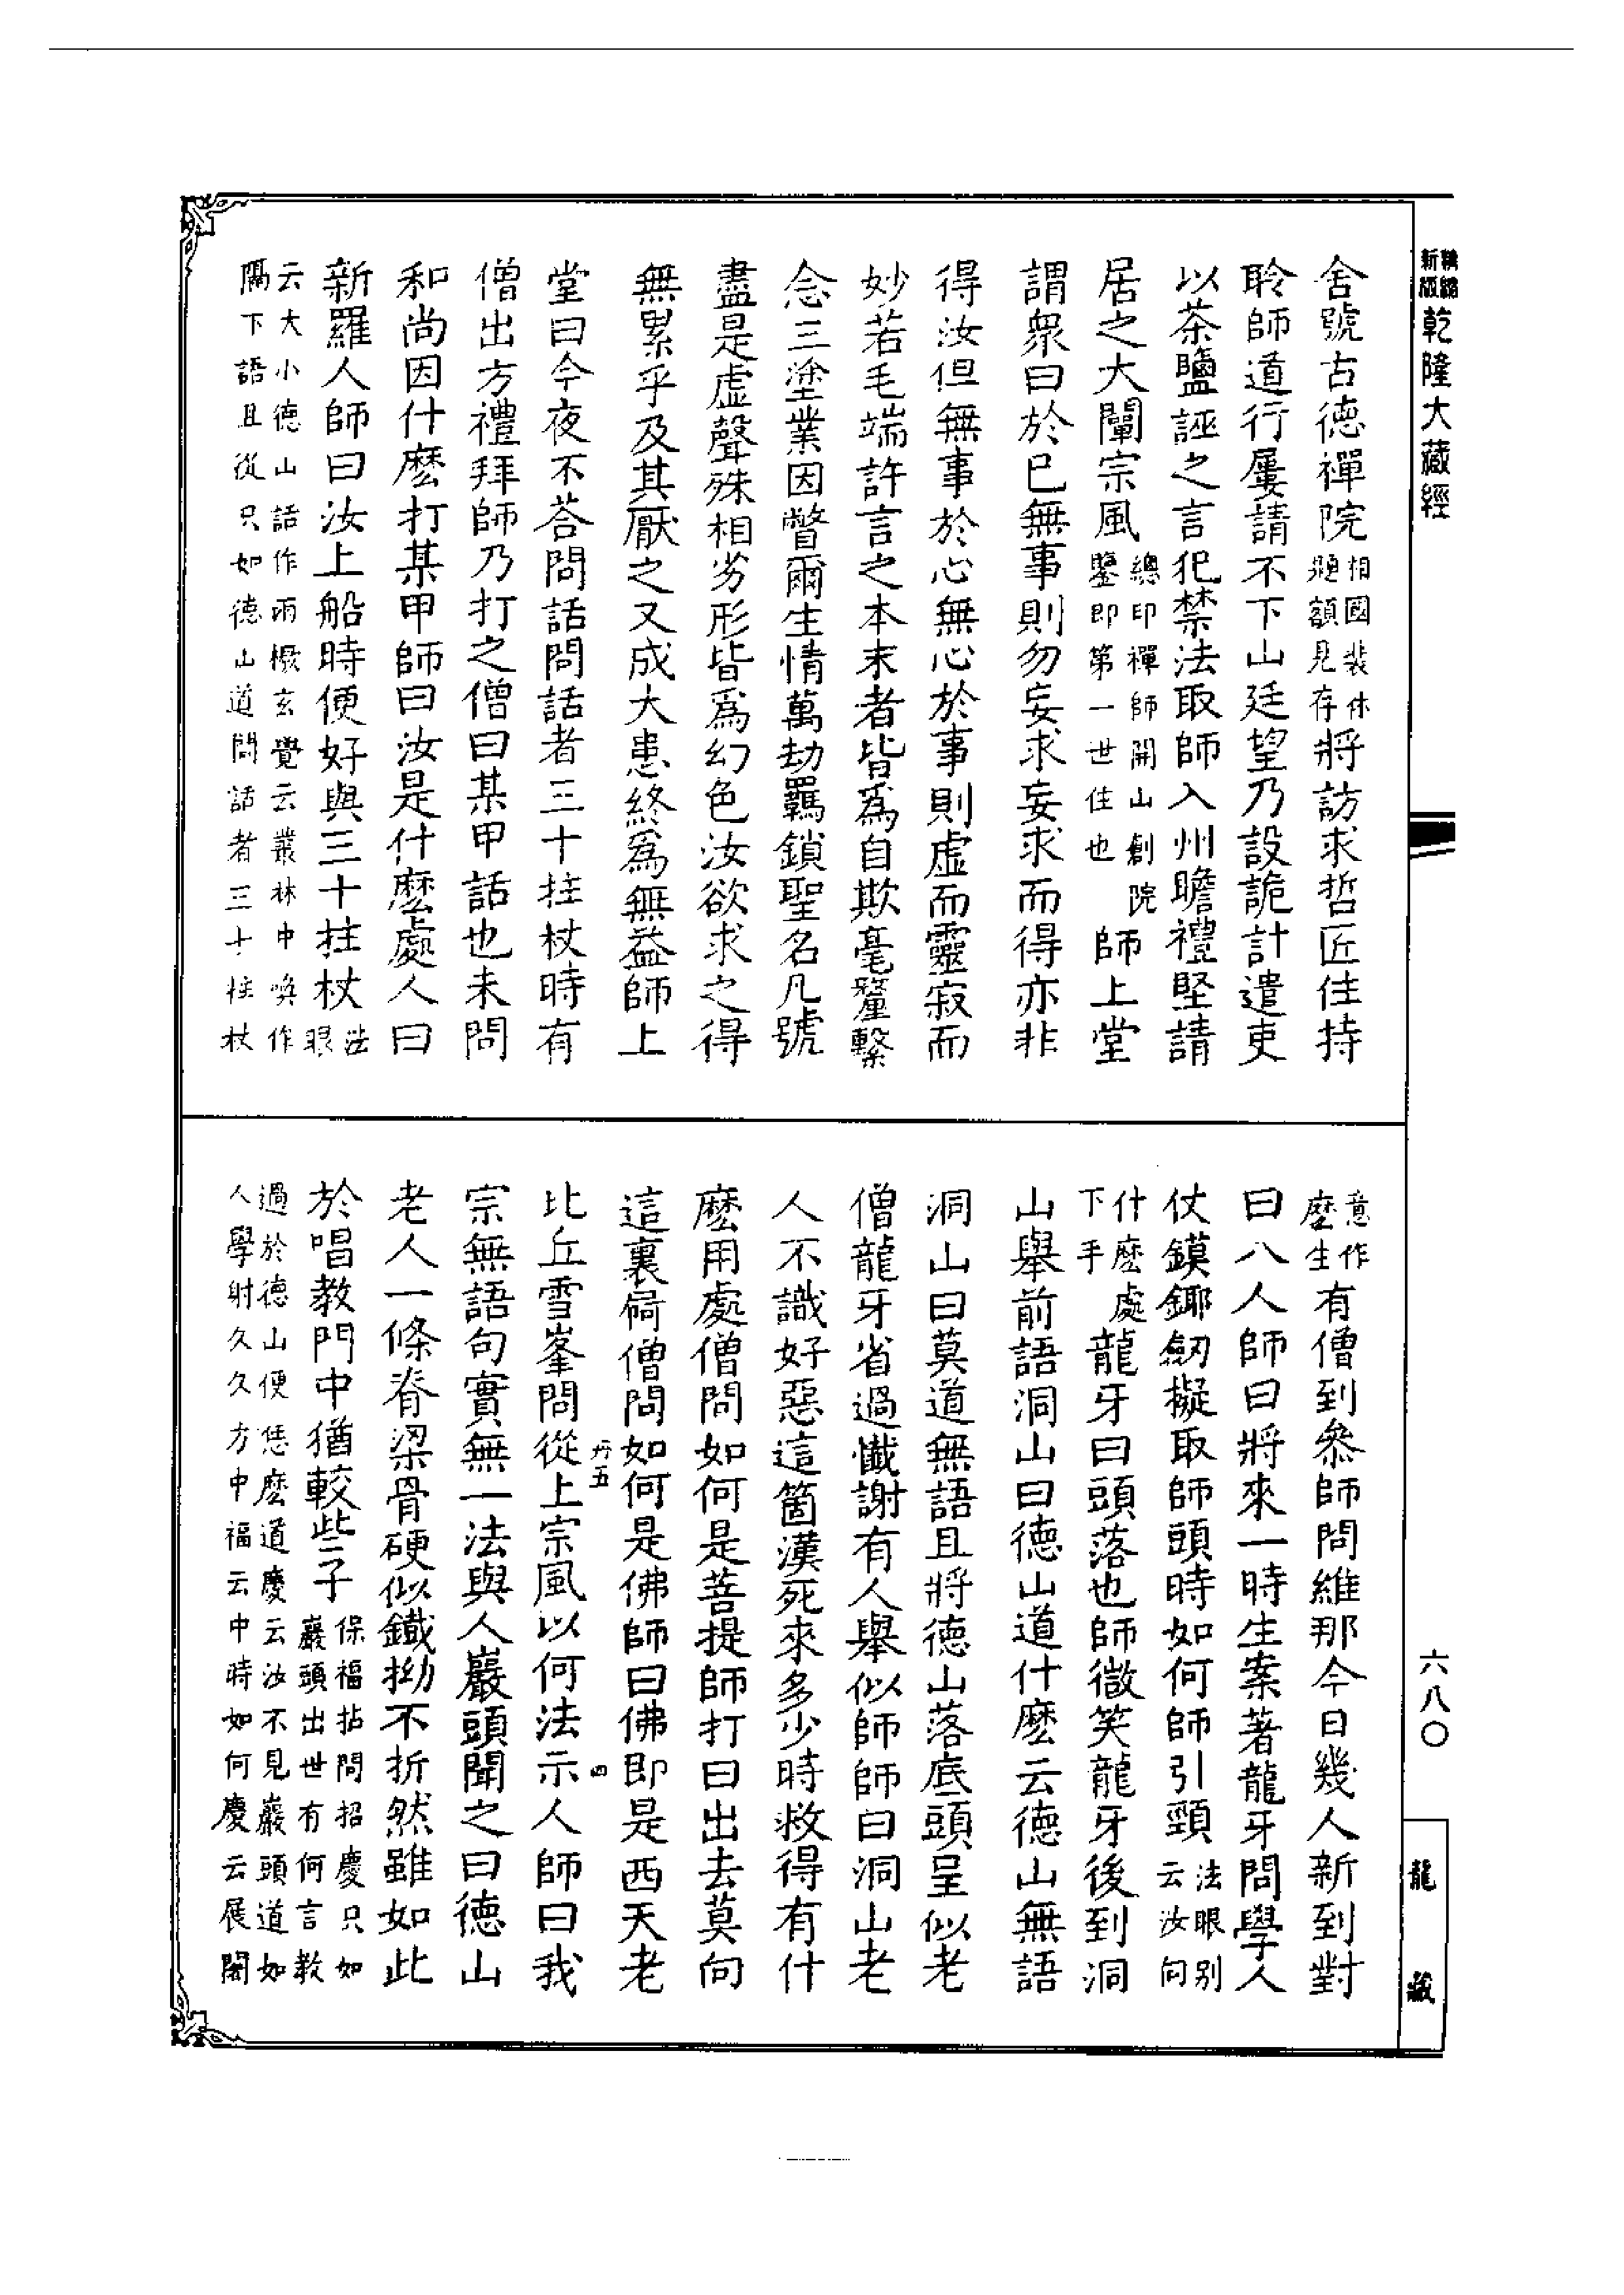 新編縮版乾隆大藏經
舍號古德禪院相國裴休題額見存將訪求哲匠住持
聆師道行屢請不下山廷望乃設詭計遣吏
以茶鹽誣之言犯禁法取師入州瞻禮堅請
居之大闡宗風總印禪師開山創院鑒即第一世住也師上堂
謂眾曰於已無事則勿妄求妄求而得亦非
得汝但無事於心無心於事則虛而靈寂而
妙若毛端許言之本末者皆為自欺毫釐繫
念三塗業因瞥爾生情萬劫羈鎖聖名凡號
盡是虛聲殊相劣形皆為幻色汝欲求之得
無累乎及其厭之又成大患終為無益師上
堂曰今夜不荅問話問話者三十拄杖時有
僧出方禮拜師乃打之僧曰某甲話也未問
和尚因什麼打某甲師曰汝是什麼處人曰
新羅人師曰汝上船時便好與三十拄杖法眼
云大小德山話作兩橛玄覺云叢林中喚作
隔下語且從只如德山道問話者三十拄杖
意作麼生有僧到參師問維那今日幾人新到對
曰八人師曰將來一時生案著龍牙問學人
仗鏌鋣劒擬取師頭時如何師引頸法眼別云汝向
什麼處下手龍牙曰頭落也師微笑龍牙後到洞
山舉前語洞山曰德山道什麼云德山無語
洞山曰莫道無語且將德山落底頭呈似老
僧龍牙省過懺謝有人舉似師師曰洞山老
人不識好惡這箇漢死來多少時救得有什
麼用處僧問如何是菩提師打曰出去莫向
這裏屙僧問如何是佛師曰佛即是西天老
丹五
四
比丘雪峯問從上宗風以何法示人師曰我
宗無語句實無一法與人巖頭聞之曰德山
老人一條脊梁骨硬似鐵拗不折然雖如此
於唱教門中猶較些子保福拈問招慶只如巖頭出世有何言教
過於德山便恁麼道慶云汝不見巖頭道如
人學射久久方中福云中時如何慶云展闍
六八〇
龍藏